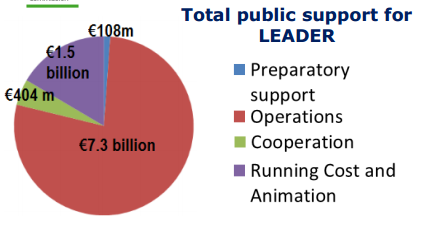 Total public support for
LEADER
€108m
€1.5
billion
€404 m
€7.3 billion
Preparatory
support
Operations
Cooperation
Running Cost and
Animation